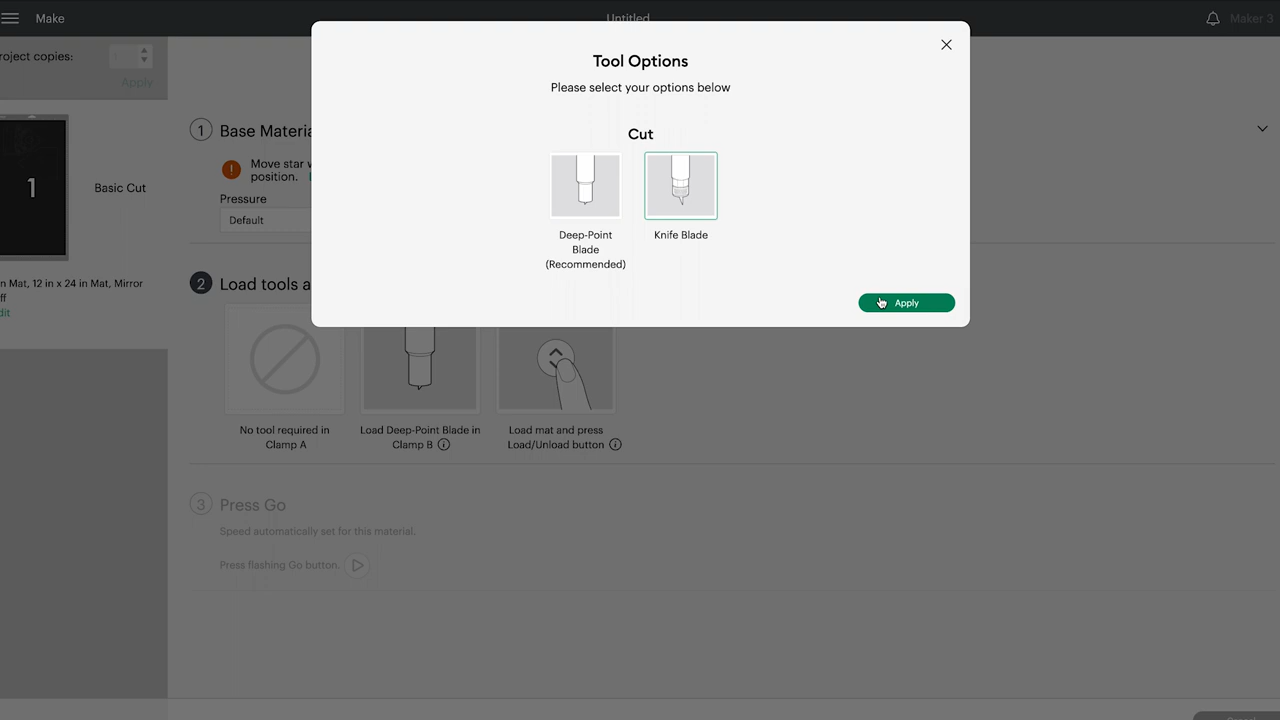 Make
Untitled
Maker 3
roject copies:
Apply
1
Basic Cut
n Mat, 12 in x 24 in Mat, Mirror
ff
dit
Tool Options
Please select your options below
Cut
Deep-Point
Blade
(Recommended)
Knife Blade
Apply
1 Base Materia
Move star w
position.
Pressure
Default
2 Load tools a
No tool required in
Clamp A
Load Deep-Point Blade in
Clamp B
Load mat and press
Load/Unload button
3 Press Go
Speed automatically set for this material.
Press flashing Go button.